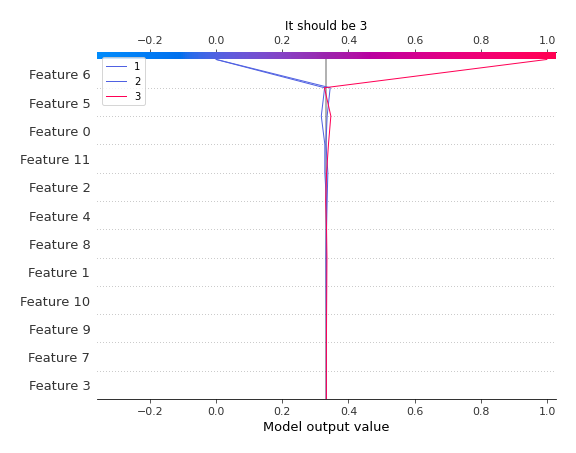 It should be 3
−0.2 0.0 0.2 0.4 0.6 0.8 1.0
1
2
3
Feature 6
Feature 5
Feature 0
Feature 11
Feature 2
Feature 4
Feature 8
Feature 1
Feature 10
Feature 9
Feature 7
Feature 3
−0.2 0.0 0.2 0.4 0.6 0.8 1.0
Model output value